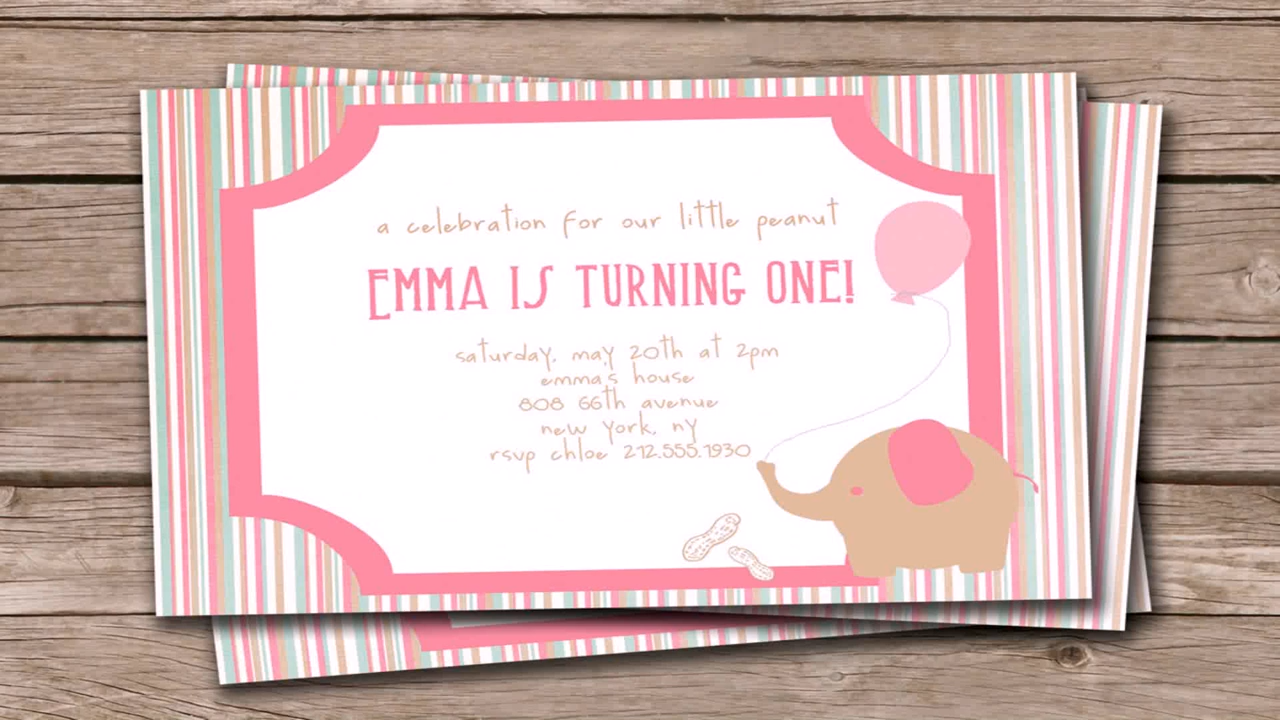 a celebration for our little peanut
EMMA IS TURNING ONE!
saturday, may 20th at 2pm
emma's house
808 66th avenue
new york, ny
rsvp chloe 212.555.1930